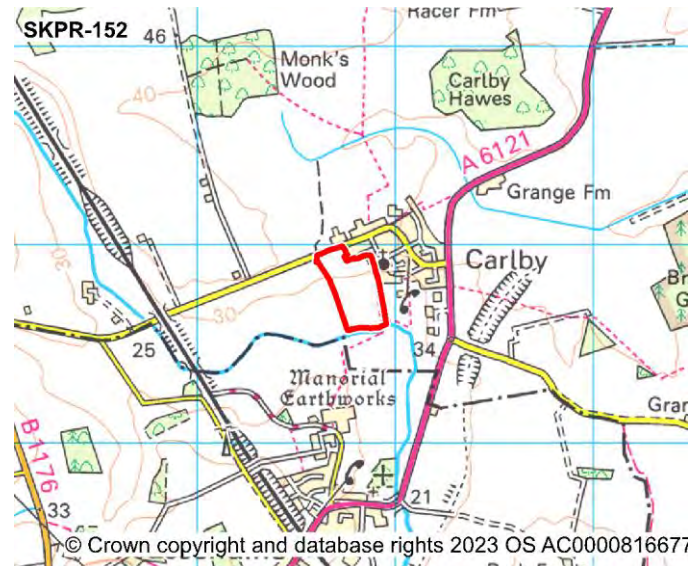 Racer Fm
SKPR-152
46
Monk's
Wood
Carlby
Hawes
40
A 6121
Grange Fm
Carlby
30
30
25
34
Manorial
Earthworks
B 1176
33
21
© Crown copyright and database rights 2023 OS AC0000816677